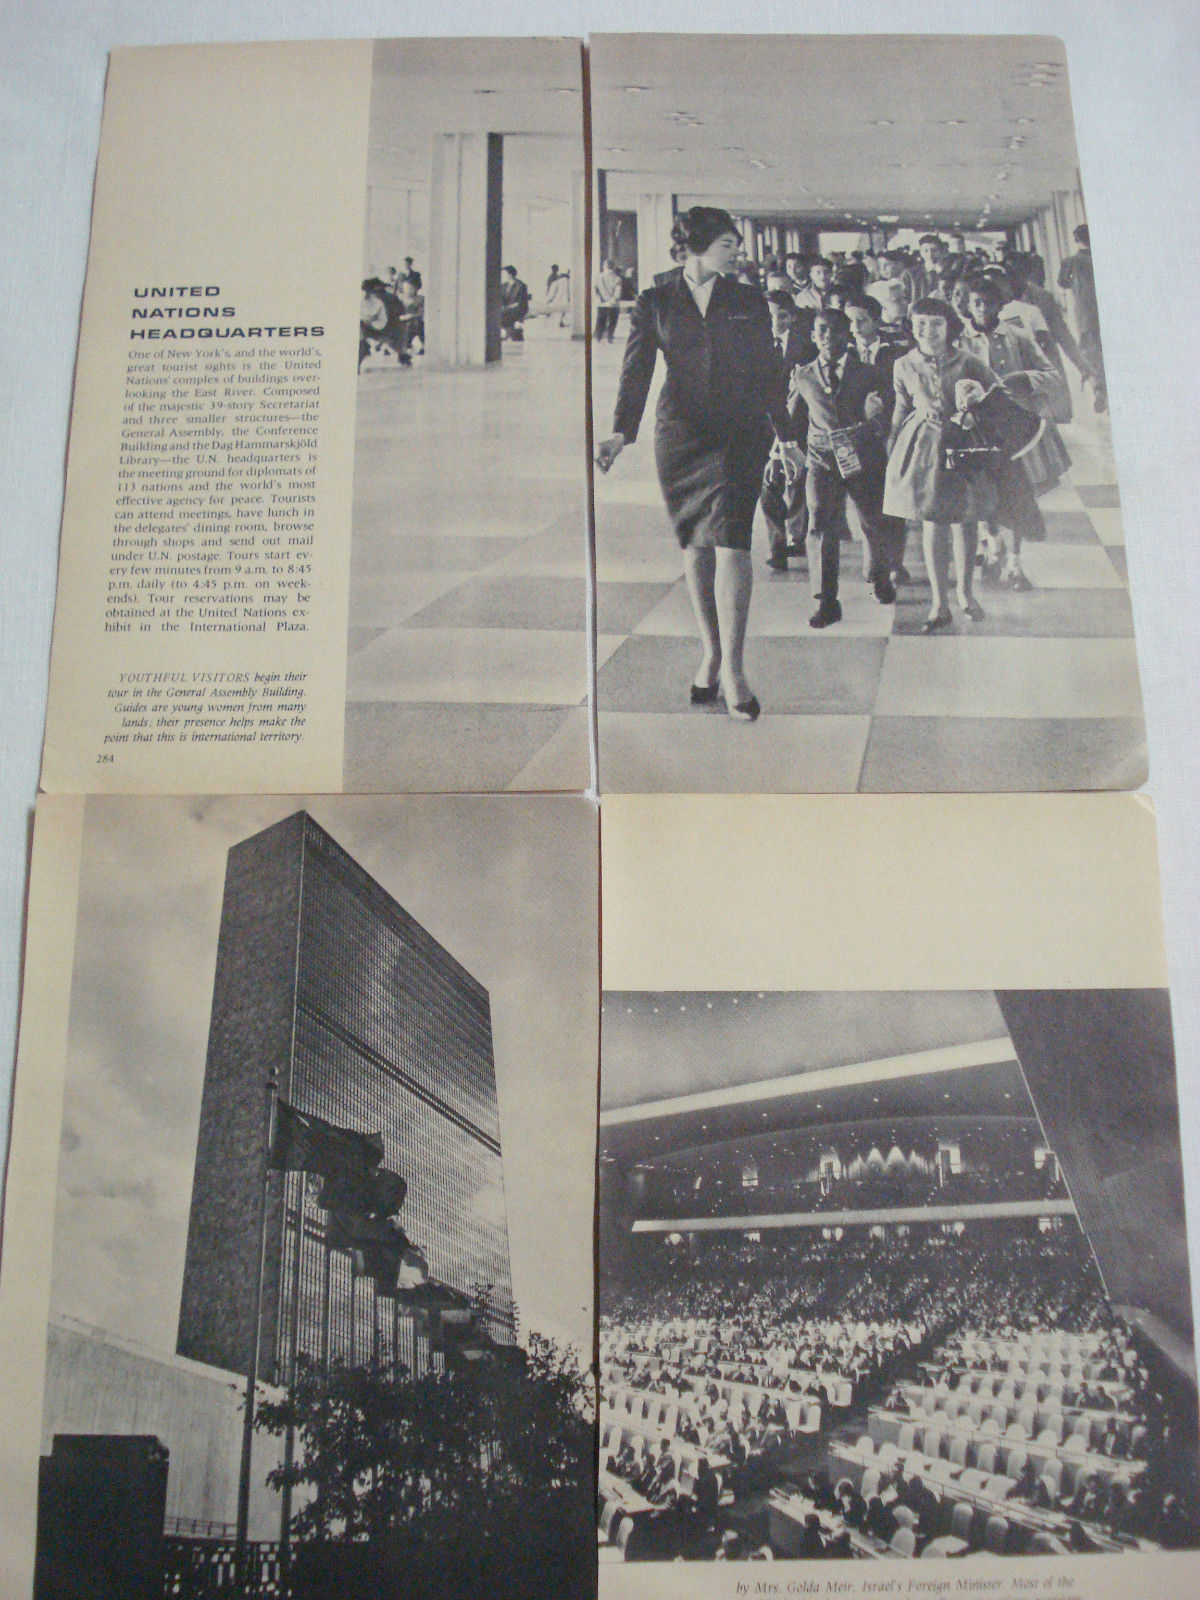 UNITED
NATIONS
HEADQUARTERS
One of New York's, and the world's,
great tourist sights is the United
Nations' complex of buildings over-
looking the East River. Composed
of the majestic 39-story Secretariat
and three smaller structures—the
General Assembly, the Conference
Building and the Dag Hammarskjöld
Library—the U.N. headquarters is
the meeting ground for diplomats of
113 nations and the world's most
effective agency for peace. Tourists
can attend meetings, have lunch in
the delegates' dining room, browse
through shops and send out mail
under U.N. postage. Tours start ev-
ery few minutes from 9 a.m. to 8:45
p.m. daily (to 4:45 p.m. on week-
ends). Tour reservations may be
obtained at the United Nations ex-
hibit in the International Plaza.
YOUTHFUL VISITORS begin their
tour in the General Assembly Building.
Guides are young women from many
lands; their presence helps make the
point that this is international territory.
284
by Mrs. Golda Meir, Israel's Foreign Minister. Most of the